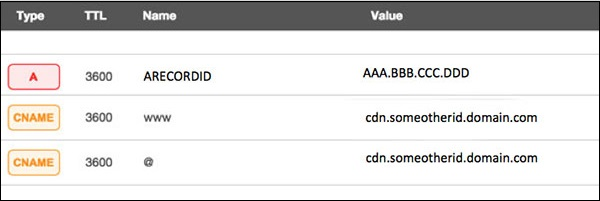 Type TTL Name Value
A 3600 ARECORDID AAA.BBB.CCC.DDD
CNAME 3600 www cdn.someotherid.domain.com
CNAME 3600 @ cdn.someotherid.domain.com